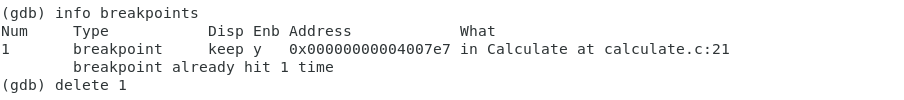 (gdb) info breakpoints
Num     Type           Disp Enb Address            What
1       breakpoint     keep y   0x00000000004007e7 in Calculate at calculate.c:21
        breakpoint already hit 1 time
(gdb) delete 1